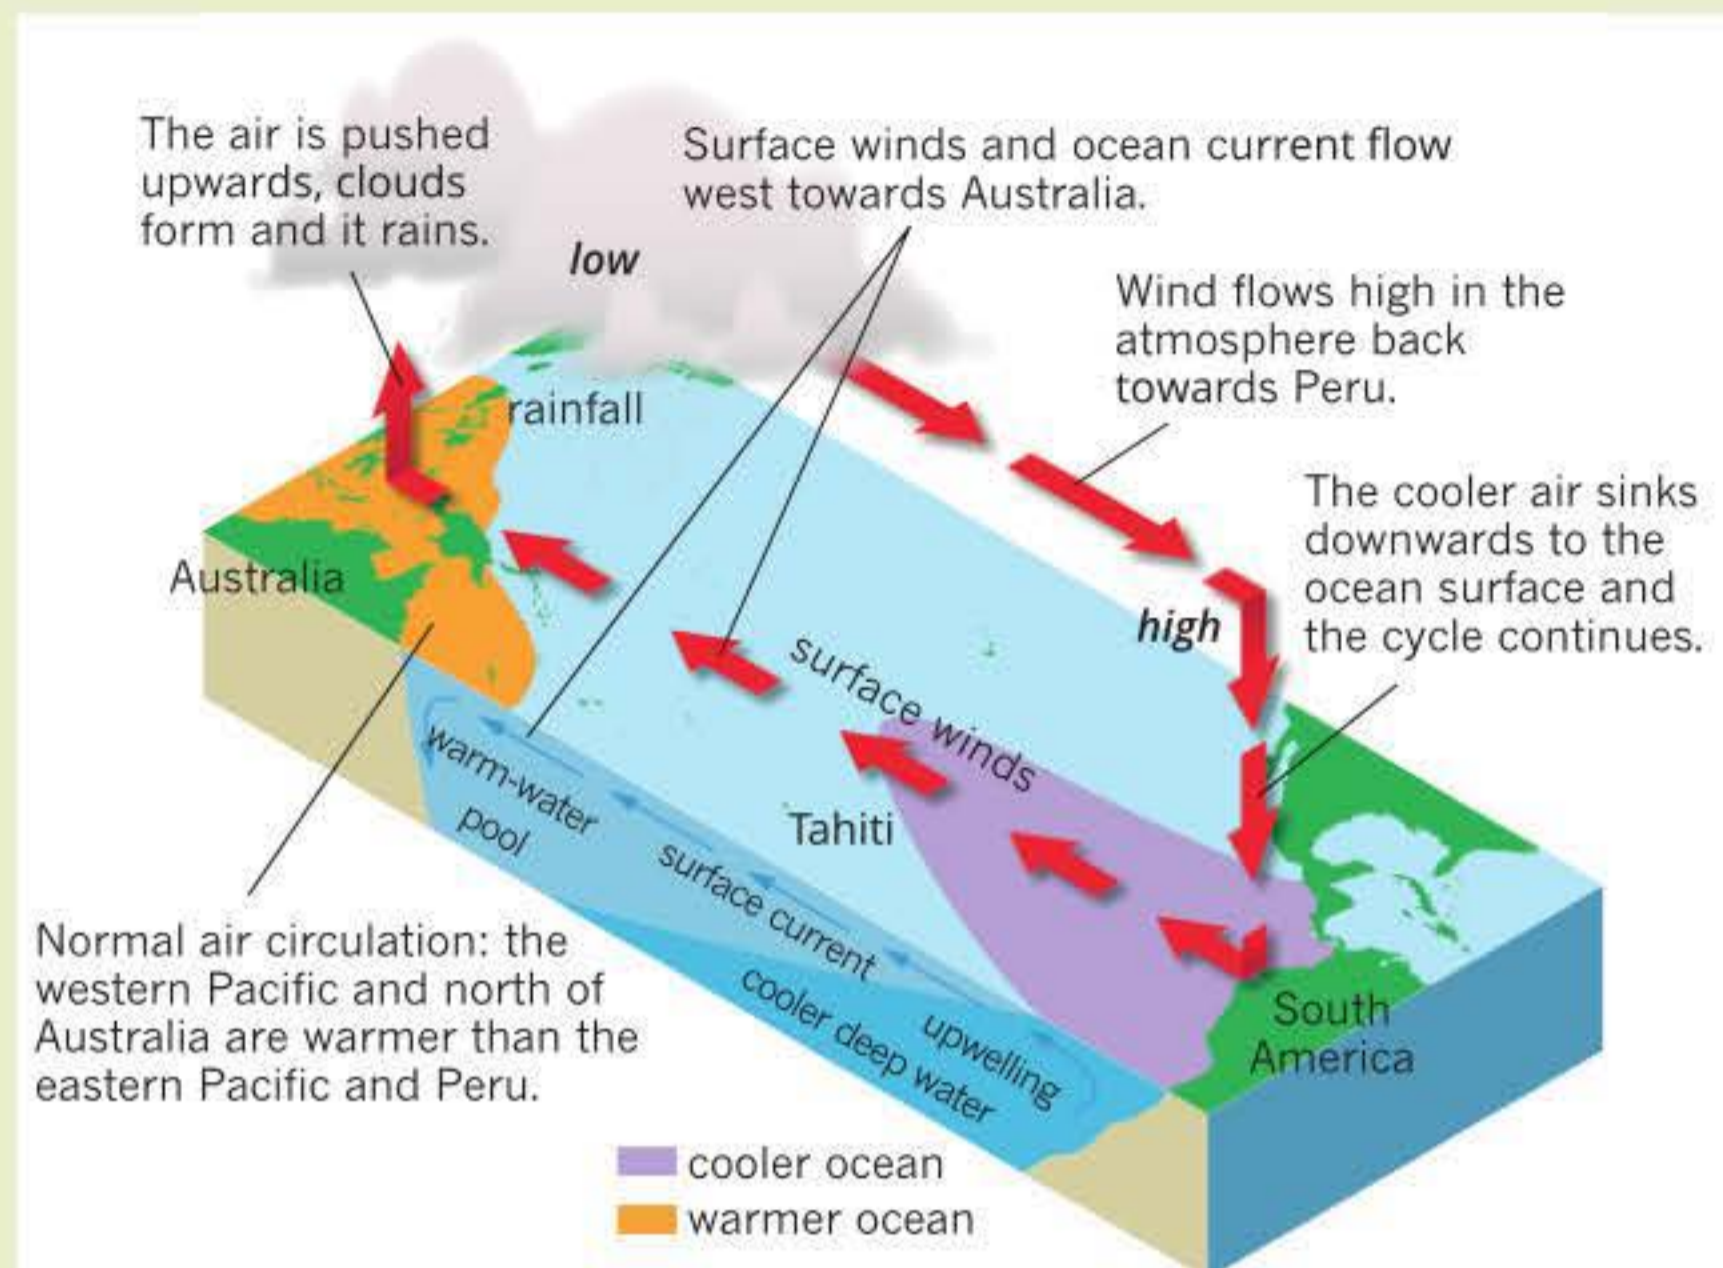 The air is pushed
upwards, clouds
form and it rains.
Surface winds and ocean current flow
west towards Australia.
low
Wind flows high in the
atmosphere back
towards Peru.
rainfall
The cooler air sinks
downwards to the
ocean surface and
the cycle continues.
Australia
high
surface winds
warm-water
pool
Tahiti
surface current
cooler deep water
upwelling
South
America
Normal air circulation: the
western Pacific and north of
Australia are warmer than the
eastern Pacific and Peru.
cooler ocean
warmer ocean